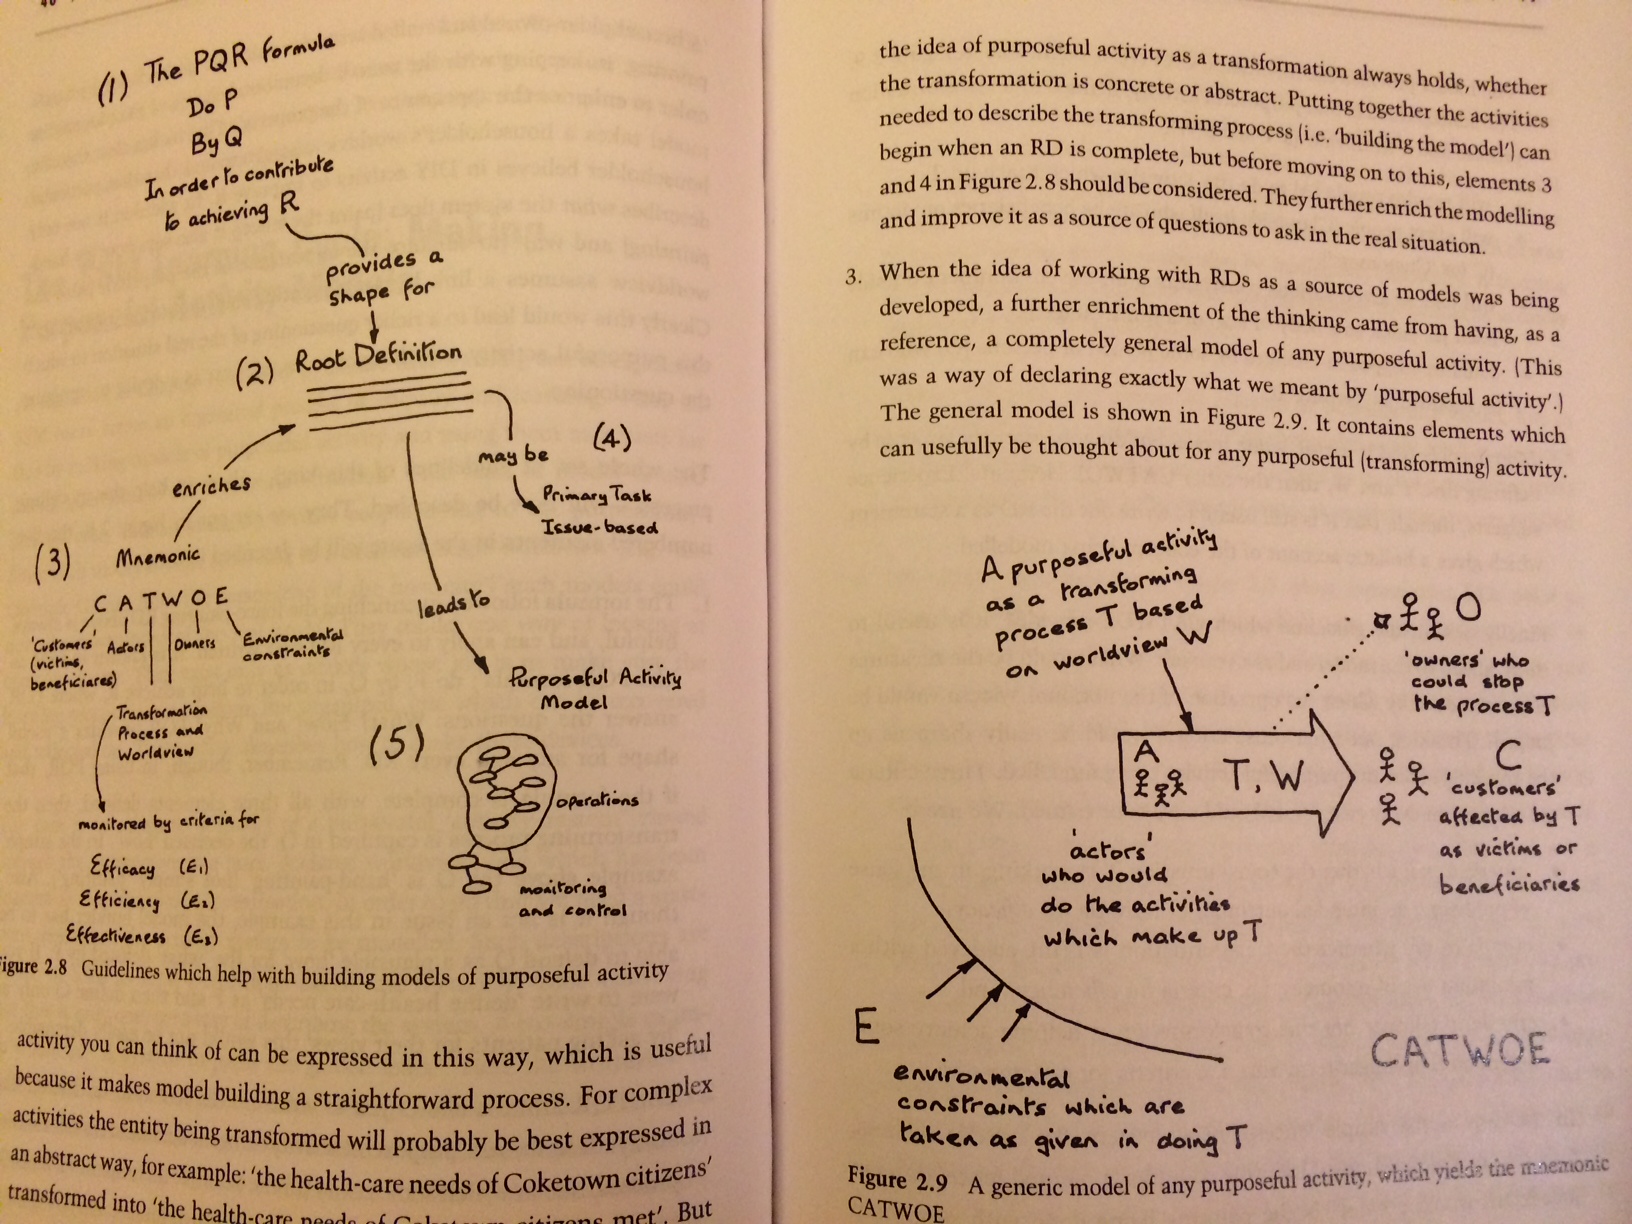 (1) The PQR formula
Do P
By Q
In order to contribute
to achieving R
provides a
shape for
(2) Root Definition
enriches
may be
(4)
Primary Task
Issue-based
(3) Mnemonic
C A T W O E
'Customers'
(victims,
beneficiaries)
Actors
Owners
Environmental
constraints
Transformation
Process and
Worldview
monitored by criteria for
Efficacy (E₁)
Efficiency (E₂)
Effectiveness (E₃)
leads to
Purposeful Activity
Model
(5)
operations
monitoring
and control
igure 2.8 Guidelines which help with building models of purposeful activity
activity you can think of can be expressed in this way, which is useful
because it makes model building a straightforward process. For complex
activities the entity being transformed will probably be best expressed in
an abstract way, for example: 'the health-care needs of Coketown citizens'
transformed into 'the health-care needs of Coketown citizens met'. But
the idea of purposeful activity as a transformation always holds, whether
the transformation is concrete or abstract. Putting together the activities
needed to describe the transforming process (i.e. 'building the model') can
begin when an RD is complete, but before moving on to this, elements 3
and 4 in Figure 2.8 should be considered. They further enrich the modelling
and improve it as a source of questions to ask in the real situation.
3. When the idea of working with RDs as a source of models was being
developed, a further enrichment of the thinking came from having, as a
reference, a completely general model of any purposeful activity. (This
was a way of declaring exactly what we meant by 'purposeful activity'.)
The general model is shown in Figure 2.9. It contains elements which
can usefully be thought about for any purposeful (transforming) activity.
A purposeful activity
as a transforming
process T based
on worldview W
O
'owners' who
could stop
the process T
A
T, W
C
'customers'
affected by T
as victims or
beneficiaries
'actors'
who would
do the activities
which make up T
E
environmental
constraints which are
taken as given in doing T
CATWOE
Figure 2.9 A generic model of any purposeful activity, which yields the mnemonic
CATWOE